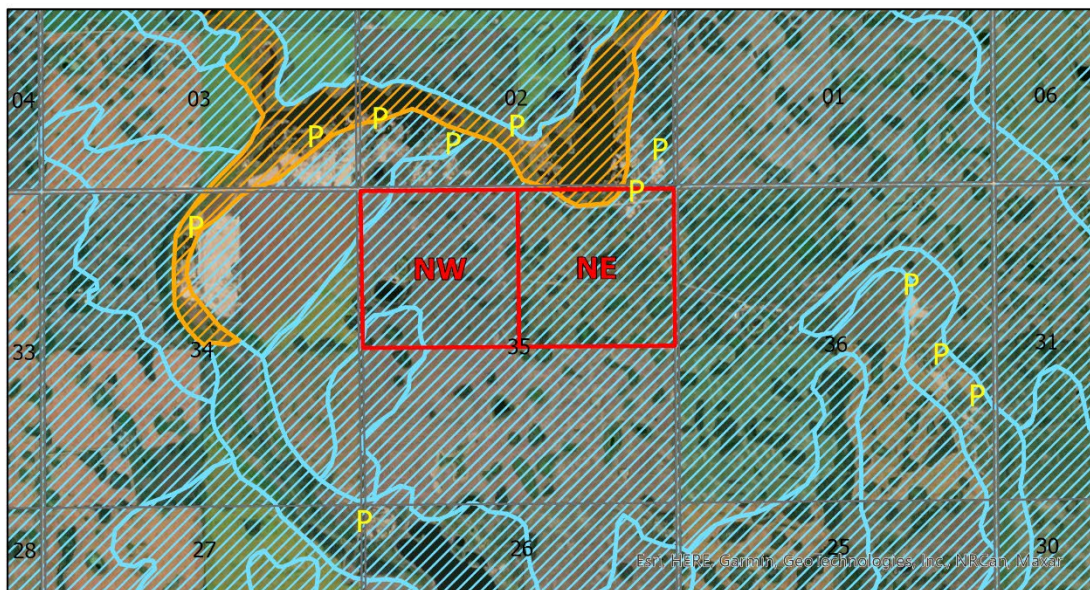 04 03 02 01 06
P P P P P
P P
NW NE
P
33 34 35 36 31
P P
P
28 27 26 25 30
Esri, HERE, Garmin, GeoTechnologies, Inc., NRCan, Maxar